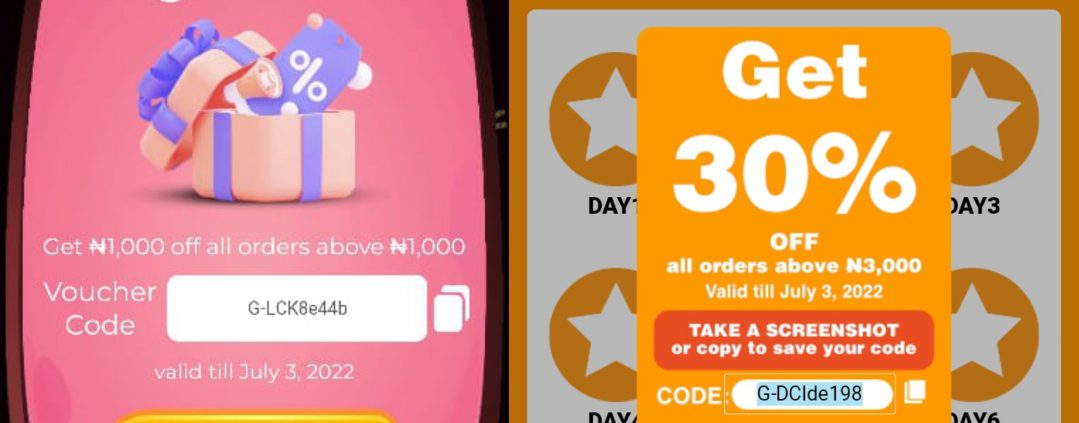 Get ₦1,000 off all orders above ₦1,000
Voucher
Code
G-LCK8e44b
valid till July 3, 2022
Get
30%
OFF
all orders above ₦3,000
Valid till July 3, 2022
TAKE A SCREENSHOT
or copy to save your code
CODE: G-DCIde198
DAY1
DAY3
DAY6